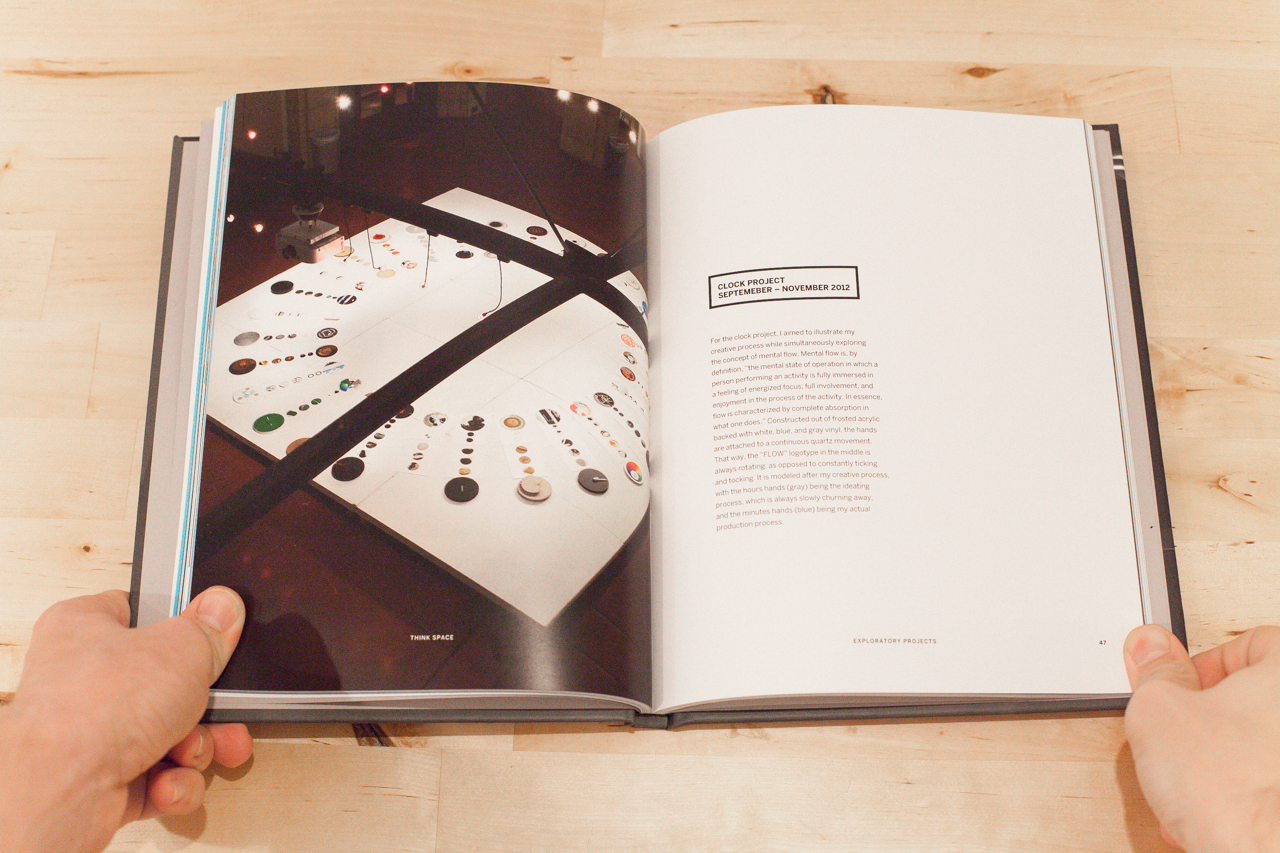 THINK SPACE
CLOCK PROJECT
SEPTEMEBER – NOVEMBER 2012
For the clock project, I aimed to illustrate my
creative process while simultaneously exploring
the concept of mental flow. Mental flow is, by
definition, "the mental state of operation in which a
person performing an activity is fully immersed in
a feeling of energized focus, full involvement, and
enjoyment in the process of the activity. In essence,
flow is characterized by complete absorption in
what one does." Constructed out of frosted acrylic
backed with white, blue, and gray vinyl, the hands
are attached to a continuous quartz movement.
That way, the "FLOW" logotype in the middle is
always rotating, as opposed to constantly ticking
and tocking. It is modeled after my creative process,
with the hours hands (gray) being the ideating
process, which is always slowly churning away,
and the minutes hands (blue) being my actual
production process.
EXPLORATORY PROJECTS
47